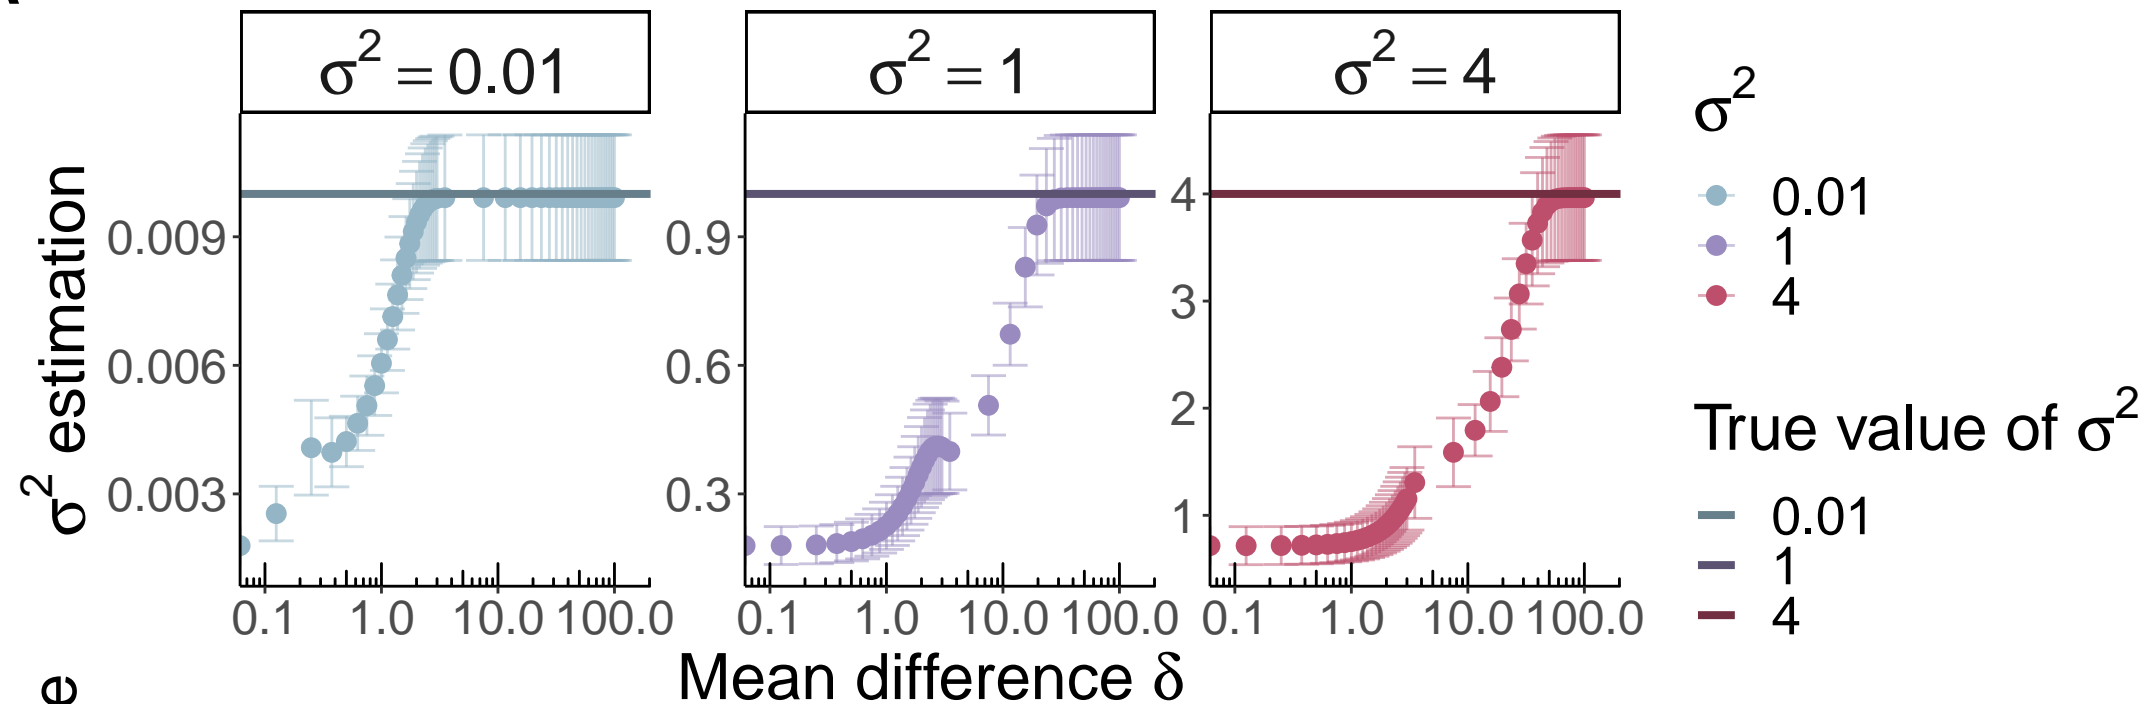 σ² = 0.01
σ² = 1
σ² = 4
σ² estimation
0.009
0.006
0.003
0.9
0.6
0.3
4
3
2
1
0.1 1.0 10.0 100.0
0.1 1.0 10.0 100.0
0.1 1.0 10.0 100.0
Mean difference δ
σ²
0.01
1
4
True value of σ²
0.01
1
4
e